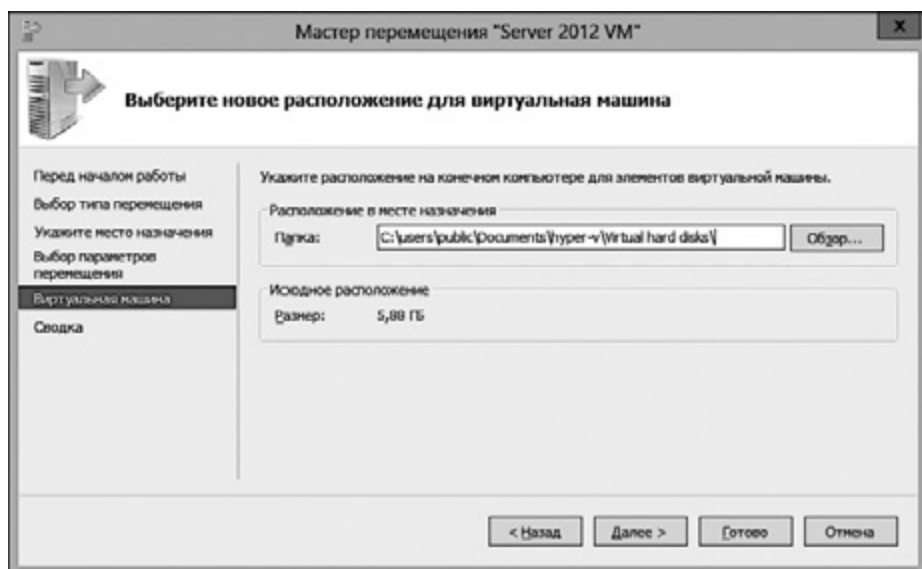 Мастер перемещения "Server 2012 VM"
x
Выберите новое расположение для виртуальная машина
Перед началом работы
Выбор типа перемещения
Укажите место назначения
Выбор параметров
перемещения
Виртуальная машина
Сводка
Укажите расположение на конечном компьютере для элементов виртуальной машины.
Расположение в месте назначения
Папка: C:\users\public\Documents\hyper-v\Virtual hard disks\ Обзор...
Исходное расположение
Размер: 5,88 ГБ
< Назад Далее > Готово Отмена